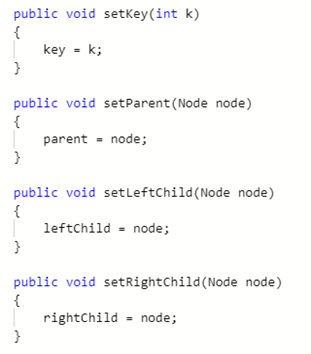 public void setKey(int k)
{
    key = k;
}
public void setParent(Node node)
{
    parent = node;
}
public void setLeftChild(Node node)
{
    leftChild = node;
}
public void setRightChild(Node node)
{
    rightChild = node;
}